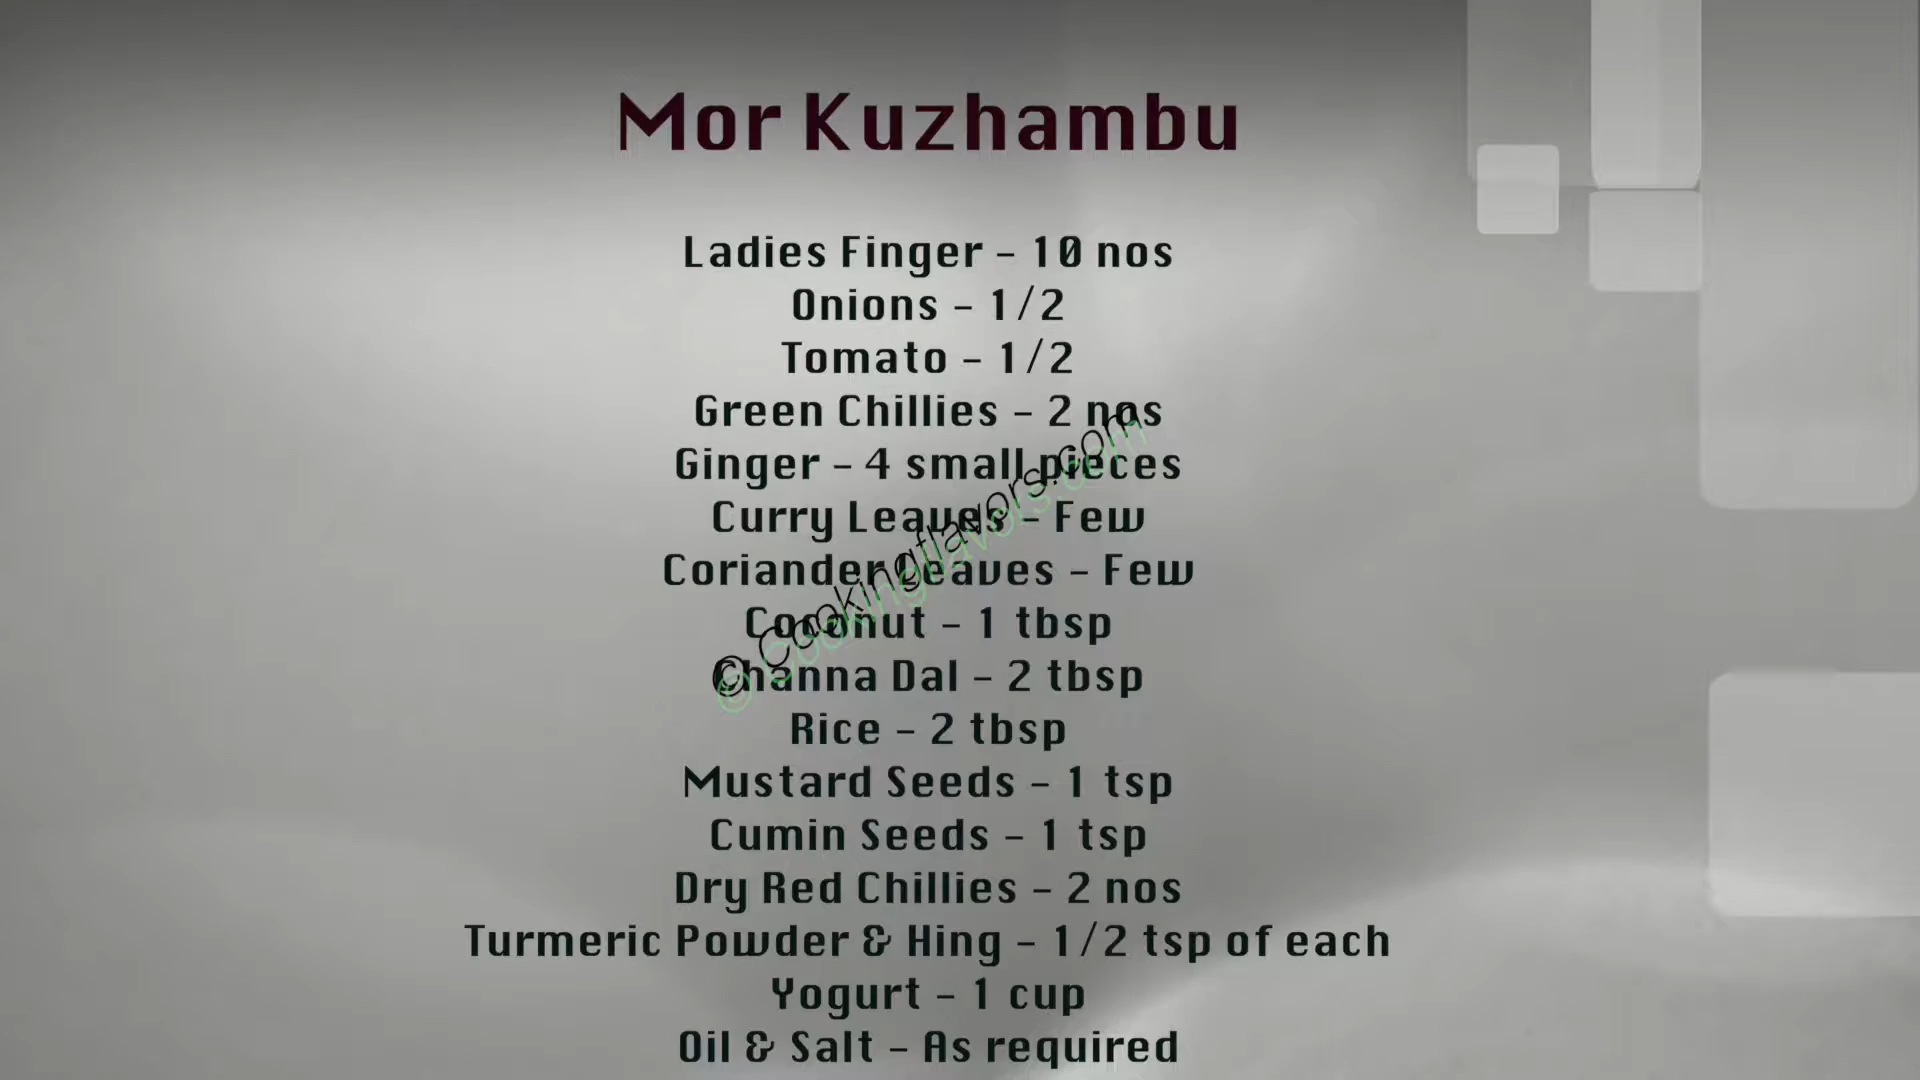 Mor Kuzhambu
Ladies Finger - 10 nos
Onions - 1/2
Tomato - 1/2
Green Chillies - 2 nos
Ginger - 4 small pieces
Curry Leaves - Few
Coriander Leaves - Few
Coconut - 1 tbsp
Channa Dal - 2 tbsp
Rice - 2 tbsp
Mustard Seeds - 1 tsp
Cumin Seeds - 1 tsp
Dry Red Chillies - 2 nos
Turmeric Powder & Hing - 1/2 tsp of each
Yogurt - 1 cup
Oil & Salt - As required
© Cookingflavors.com